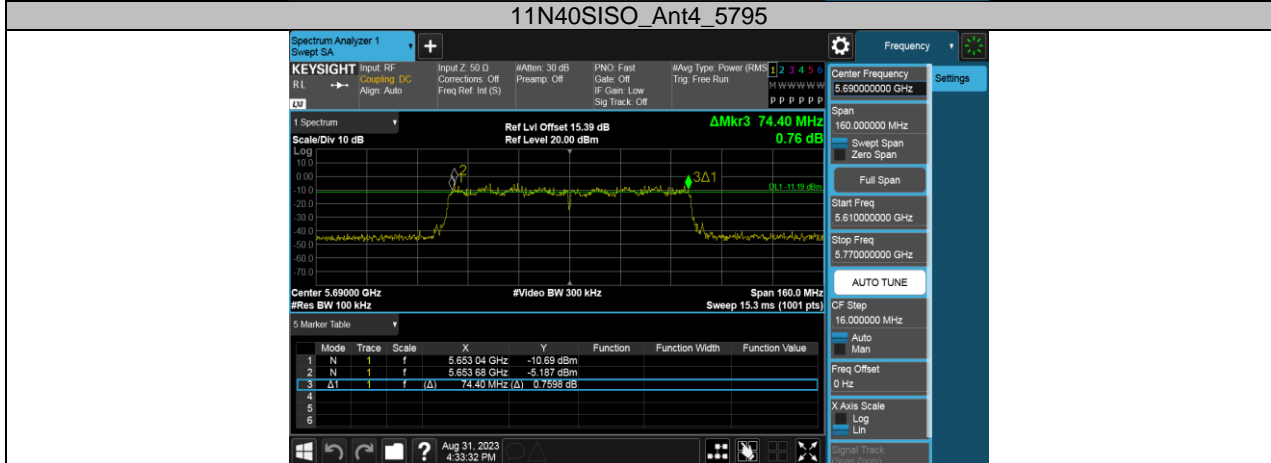 11N40SISO_Ant4_5795
Spectrum Analyzer 1
Swept SA
+
Frequency
KEYSIGHT
RL
LXI
Input: RF
Coupling: DC
Align: Auto
Input Z: 50 Ω
Corrections: Off
Freq Ref: Int (S)
#Atten: 30 dB
Preamp: Off
PNO: Fast
Gate: Off
IF Gain: Low
Sig Track: Off
#Avg Type: Power (RMS
Trig: Free Run
1 2 3 4 5 6
M W W W W W
P P P P P P
Center Frequency
5.690000000 GHz
Settings
Span
160.000000 MHz
Swept Span
Zero Span
Full Span
Start Freq
5.610000000 GHz
Stop Freq
5.770000000 GHz
AUTO TUNE
CF Step
16.000000 MHz
Auto
Man
Freq Offset
0 Hz
X Axis Scale
Log
Lin
Signal Track
(Span Zoom)
1 Spectrum
Scale/Div 10 dB
Ref Lvl Offset 15.39 dB
Ref Level 20.00 dBm
ΔMkr3 74.40 MHz
0.76 dB
Log
10.0
0.00
-10.0
-20.0
-30.0
-40.0
-50.0
-60.0
-70.0
2
3Δ1
DL1 -11.19 dBm
Center 5.69000 GHz
#Video BW 300 kHz
Span 160.0 MHz
#Res BW 100 kHz
Sweep 15.3 ms (1001 pts)
5 Marker Table
Mode Trace Scale X Y Function Function Width Function Value
1 N 1 f 5.653 04 GHz -10.69 dBm
2 N 1 f 5.653 68 GHz -5.187 dBm
3 Δ1 1 f (Δ) 74.40 MHz (Δ) 0.7598 dB
4
5
6
?
Aug 31, 2023
4:33:32 PM